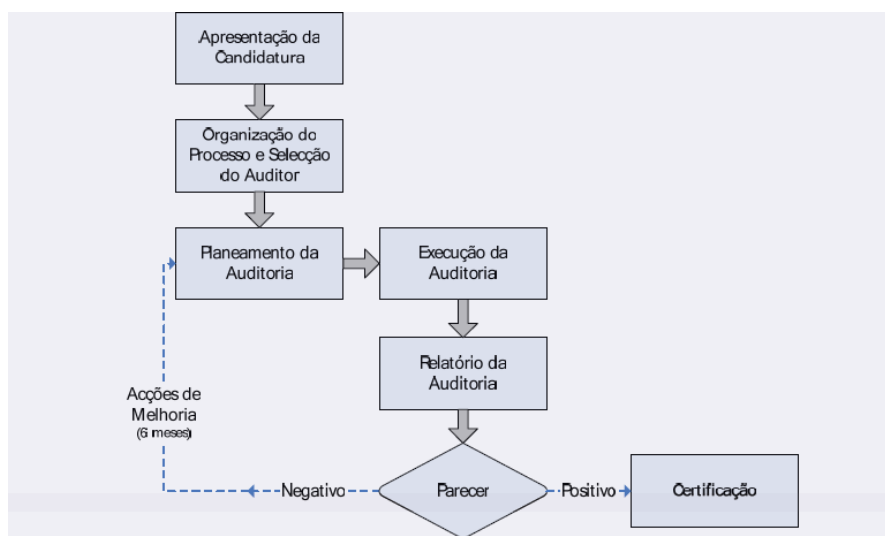 Apresentação da
Candidatura
Organização do
Processo e Selecção
do Auditor
Planeamento da
Auditoria
Execução da
Auditoria
Relatório da
Auditoria
Acções de
Melhoria
(6 meses)
Negativo
Parecer
Positivo
Certificação